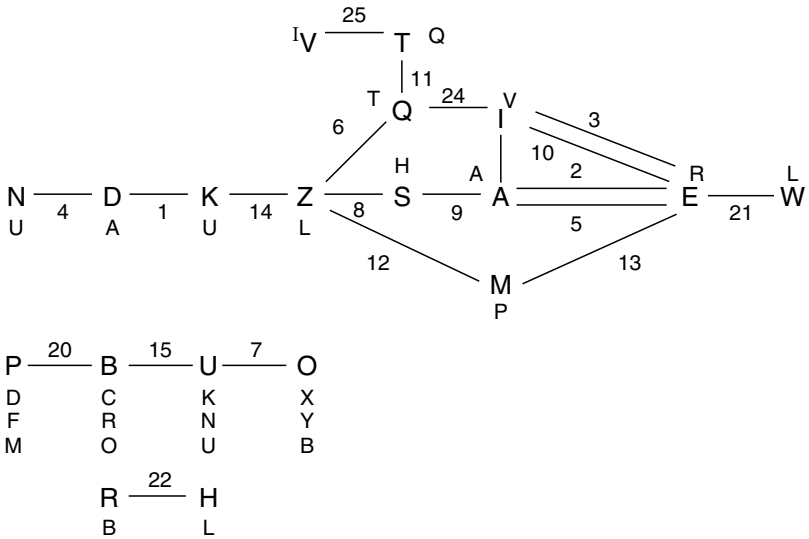 25
I V T Q
11
T Q 24 I V
6 3
H 10
A 2 R L
N D K Z S A E W
4 1 14 8 9 5 21
U A U L
12 13
M
P
20 15 7
P B U O
D C K X
F R N Y
M O U B
22
R H
B L